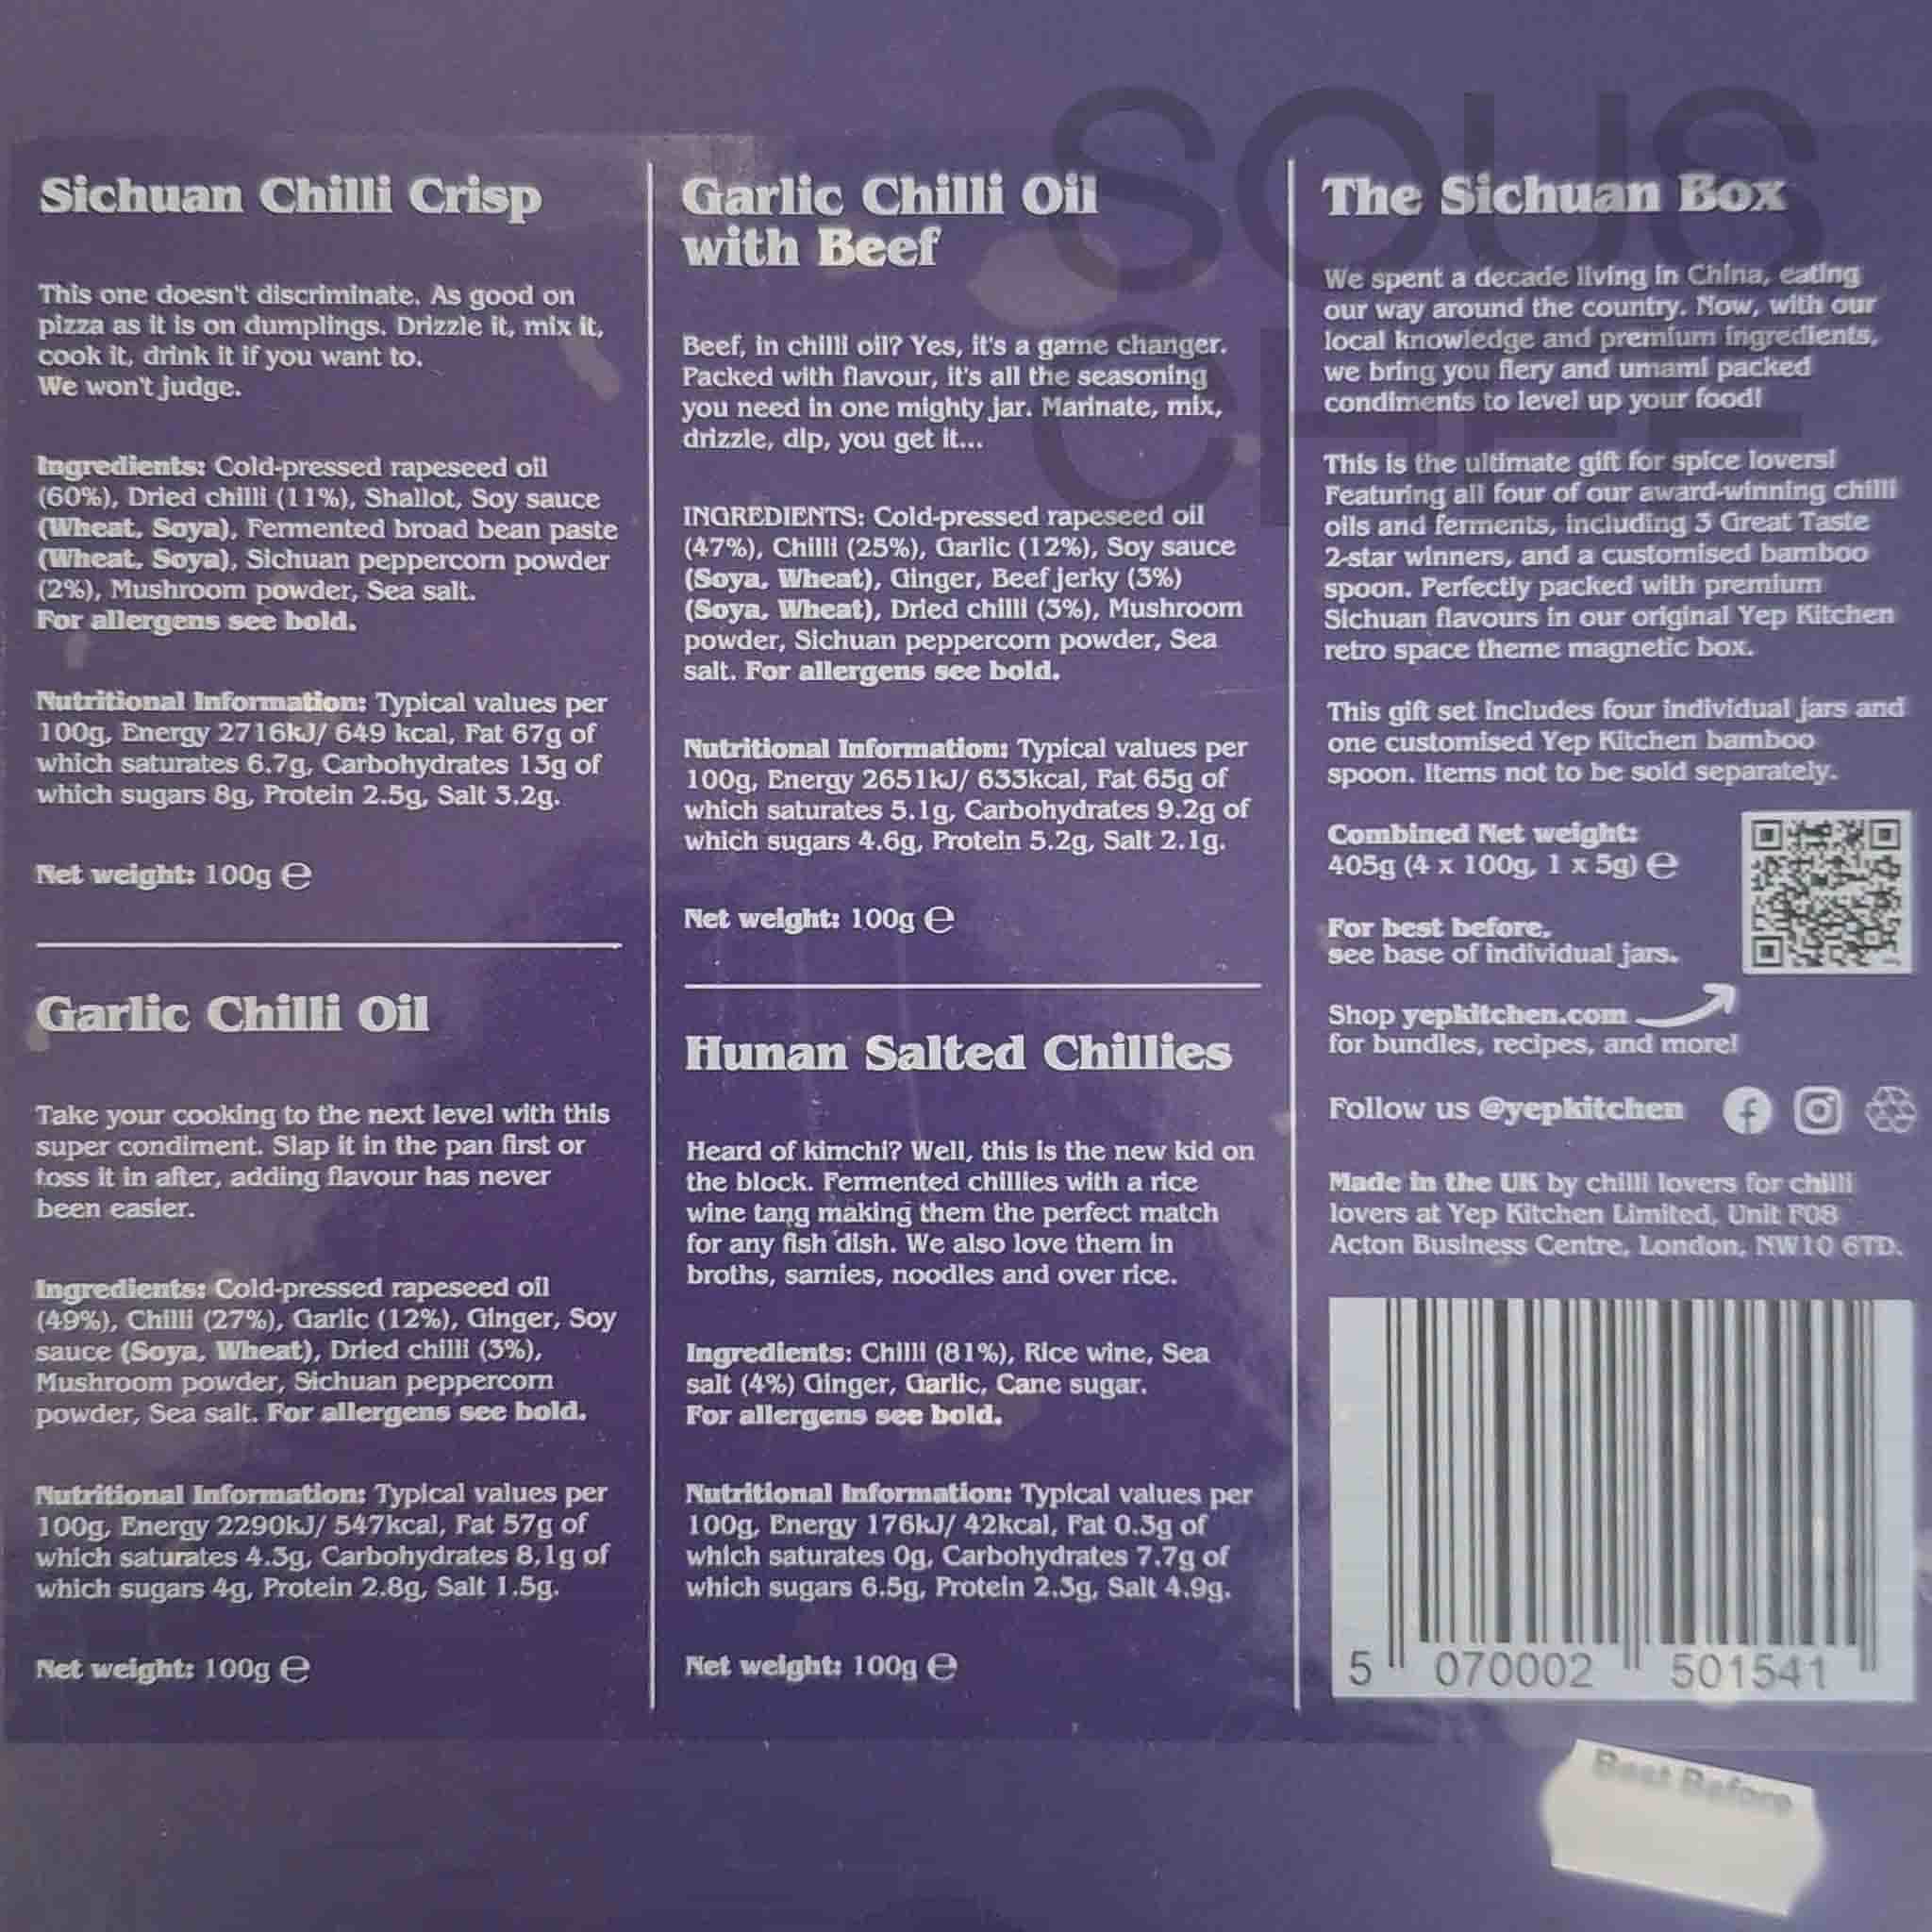 SOUS
CHEF
Sichuan Chilli Crisp
This one doesn't discriminate. As good on
pizza as it is on dumplings. Drizzle it, mix it,
cook it, drink it if you want to.
We won't judge.
Ingredients: Cold-pressed rapeseed oil
(60%), Dried chilli (11%), Shallot, Soy sauce
(Wheat, Soya), Fermented broad bean paste
(Wheat, Soya), Sichuan peppercorn powder
(2%), Mushroom powder, Sea salt.
For allergens see bold.
Nutritional Information: Typical values per
100g, Energy 2716kJ/ 649 kcal, Fat 67g of
which saturates 6.7g, Carbohydrates 13g of
which sugars 8g, Protein 2.5g, Salt 3.2g.
Net weight: 100g ℮
Garlic Chilli Oil
Take your cooking to the next level with this
super condiment. Slap it in the pan first or
toss it in after, adding flavour has never
been easier.
Ingredients: Cold-pressed rapeseed oil
(49%), Chilli (27%), Garlic (12%), Ginger, Soy
sauce (Soya, Wheat), Dried chilli (3%),
Mushroom powder, Sichuan peppercorn
powder, Sea salt. For allergens see bold.
Nutritional Information: Typical values per
100g, Energy 2290kJ/ 547kcal, Fat 57g of
which saturates 4.3g, Carbohydrates 8.1g of
which sugars 4g, Protein 2.8g, Salt 1.5g.
Net weight: 100g ℮
Garlic Chilli Oil
with Beef
Beef, in chilli oil? Yes, it's a game changer.
Packed with flavour, it's all the seasoning
you need in one mighty jar. Marinate, mix,
drizzle, dip, you get it...
INGREDIENTS: Cold-pressed rapeseed oil
(47%), Chilli (25%), Garlic (12%), Soy sauce
(Soya, Wheat), Ginger, Beef jerky (3%)
(Soya, Wheat), Dried chilli (3%), Mushroom
powder, Sichuan peppercorn powder, Sea
salt. For allergens see bold.
Nutritional Information: Typical values per
100g, Energy 2651kJ/ 633kcal, Fat 65g of
which saturates 5.1g, Carbohydrates 9.2g of
which sugars 4.6g, Protein 5.2g, Salt 2.1g.
Net weight: 100g ℮
Hunan Salted Chillies
Heard of kimchi? Well, this is the new kid on
the block. Fermented chillies with a rice
wine tang making them the perfect match
for any fish dish. We also love them in
broths, sarnies, noodles and over rice.
Ingredients: Chilli (81%), Rice wine, Sea
salt (4%) Ginger, Garlic, Cane sugar.
For allergens see bold.
Nutritional Information: Typical values per
100g, Energy 176kJ/ 42kcal, Fat 0.3g of
which saturates 0g, Carbohydrates 7.7g of
which sugars 6.5g, Protein 2.3g, Salt 4.9g.
Net weight: 100g ℮
The Sichuan Box
We spent a decade living in China, eating
our way around the country. Now, with our
local knowledge and premium ingredients,
we bring you fiery and umami packed
condiments to level up your food!
This is the ultimate gift for spice lovers!
Featuring all four of our award-winning chilli
oils and ferments, including 3 Great Taste
2-star winners, and a customised bamboo
spoon. Perfectly packed with premium
Sichuan flavours in our original Yep Kitchen
retro space theme magnetic box.
This gift set includes four individual jars and
one customised Yep Kitchen bamboo
spoon. Items not to be sold separately.
Combined Net weight:
405g (4 x 100g, 1 x 5g) ℮
For best before,
see base of individual jars.
Shop yepkitchen.com
for bundles, recipes, and more!
Follow us @yepkitchen
Made in the UK by chilli lovers for chilli
lovers at Yep Kitchen Limited, Unit F08
Acton Business Centre, London, NW10 6TD.
5 070002 501541
Best Before